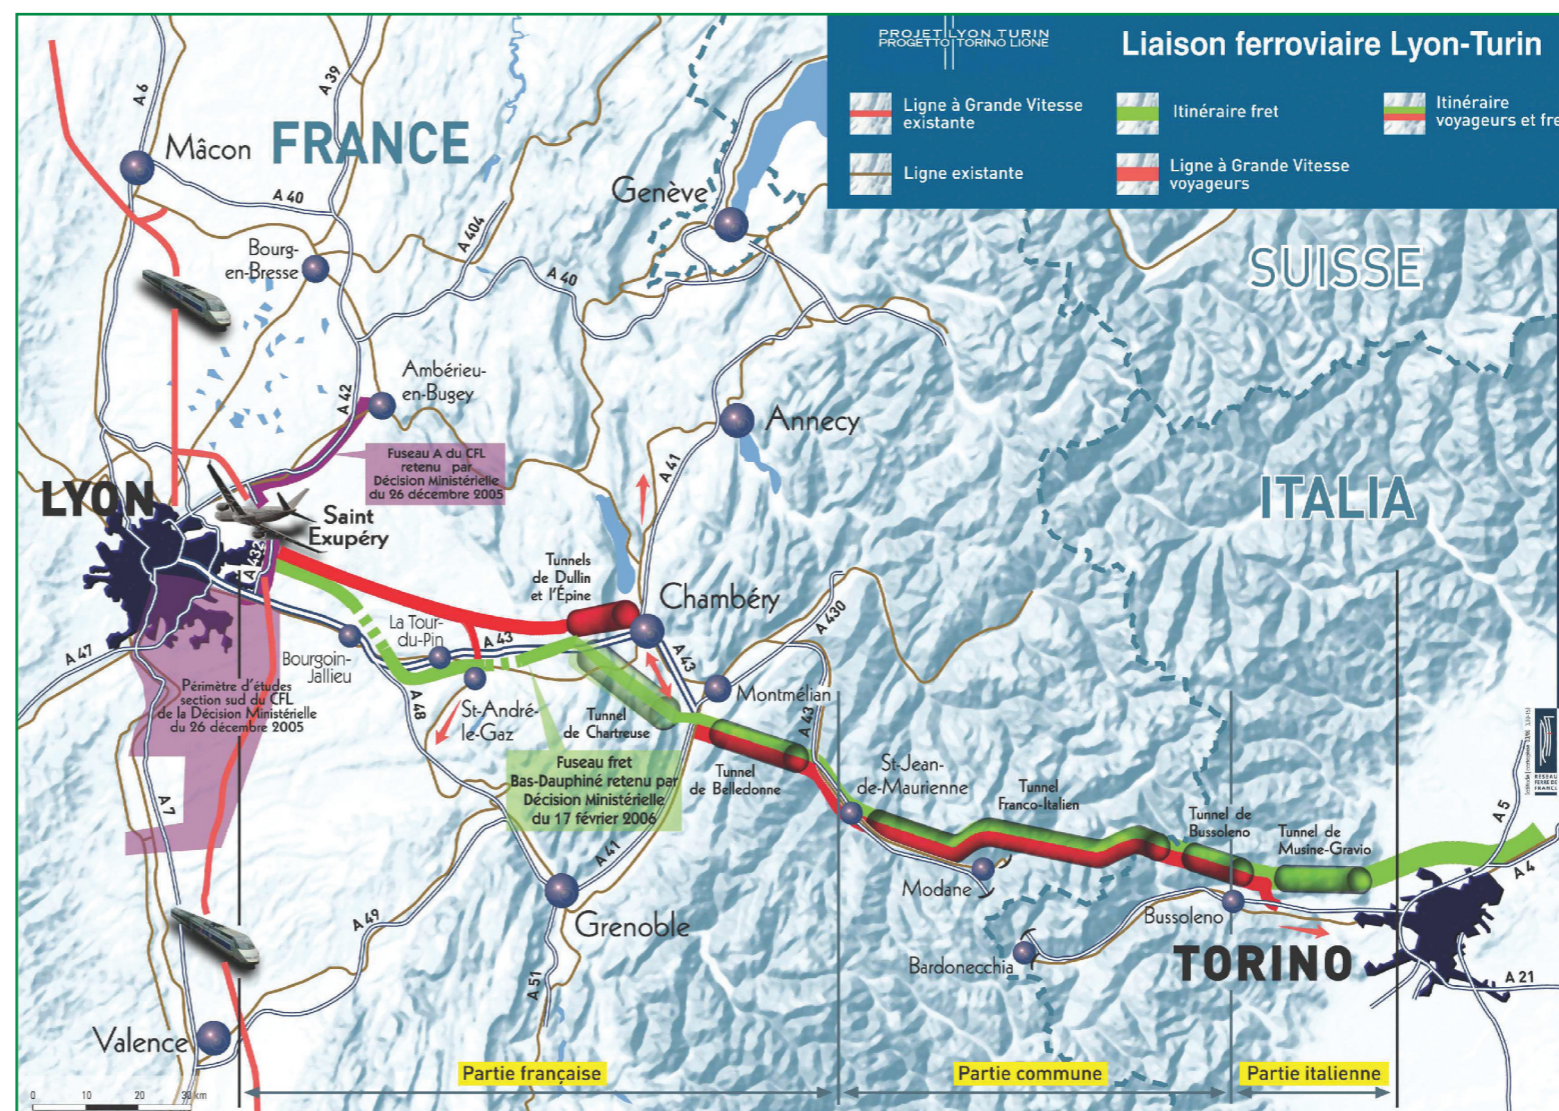 PROJET LYON TURIN
PROGETTO TORINO LIONE
Liaison ferroviaire Lyon-Turin
Ligne à Grande Vitesse
existante
Itinéraire fret
Itinéraire
voyageurs et fre
Ligne existante
Ligne à Grande Vitesse
voyageurs
A 6
A 39
FRANCE
Mâcon
A 40
Genève
A 404
Bourg-
en-Bresse
A 40
SUISSE
Ambérieu-
en-Bugey
A 42
Annecy
A 41
Fuseau A du CFL
retenu par
Décision Ministérielle
du 26 décembre 2005
ITALIA
LYON
Saint
Exupéry
A 432
Tunnels
de Dullin
et l'Épine
Chambéry
A 430
La Tour-
du-Pin
A 43
A 43
A 47
Bourgoin-
Jallieu
Périmètre d'études
section sud du CFL
de la Décision Ministérielle
du 26 décembre 2005
A 48
St-André-
le-Gaz
Tunnel
de Chartreuse
Montmélian
A 43
Fuseau fret
Bas-Dauphiné retenu par
Décision Ministérielle
du 17 février 2006
Tunnel
de Belledonne
St-Jean-
de-Maurienne
Tunnel
Franco-Italien
Tunnel de
Bussoleno
Tunnel de
Musine-Gravio
A 5
RESEAU
FERRE DE
FRANCE
A 7
A 41
A 4
Modane
Grenoble
A 49
Bussoleno
Bardonecchia
TORINO
A 51
A 21
Valence
Partie française
Partie commune
Partie italienne
0 10 20 30 km